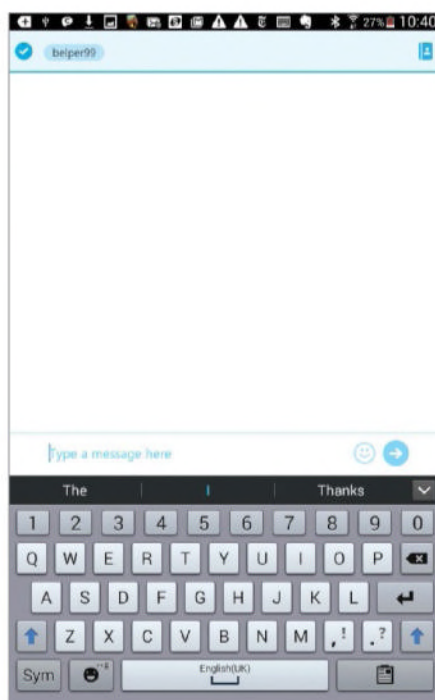 27% 10:40
belper99
Type a message here
The I Thanks
1 2 3 4 5 6 7 8 9 0
Q W E R T Y U I O P
A S D F G H J K L
Z X C V B N M , ! . ?
Sym English(UK)